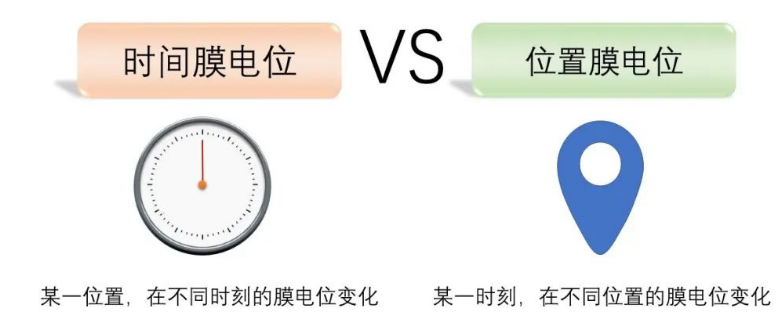 时间膜电位 VS 位置膜电位
某一位置，在不同时刻的膜电位变化
某一时刻，在不同位置的膜电位变化